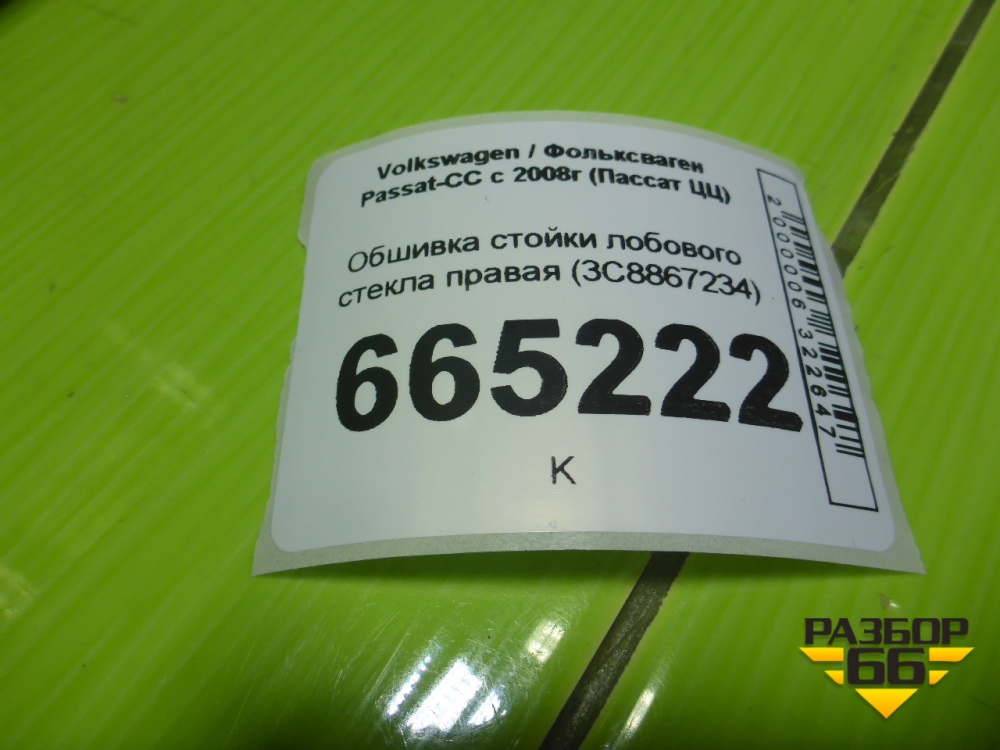 Volkswagen / Фольксваген
Passat-CC с 2008г (Пассат ЦЦ)
Обшивка стойки лобового
стекла правая (3C8867234)
665222
К
2000006322647
РАЗБОР
66